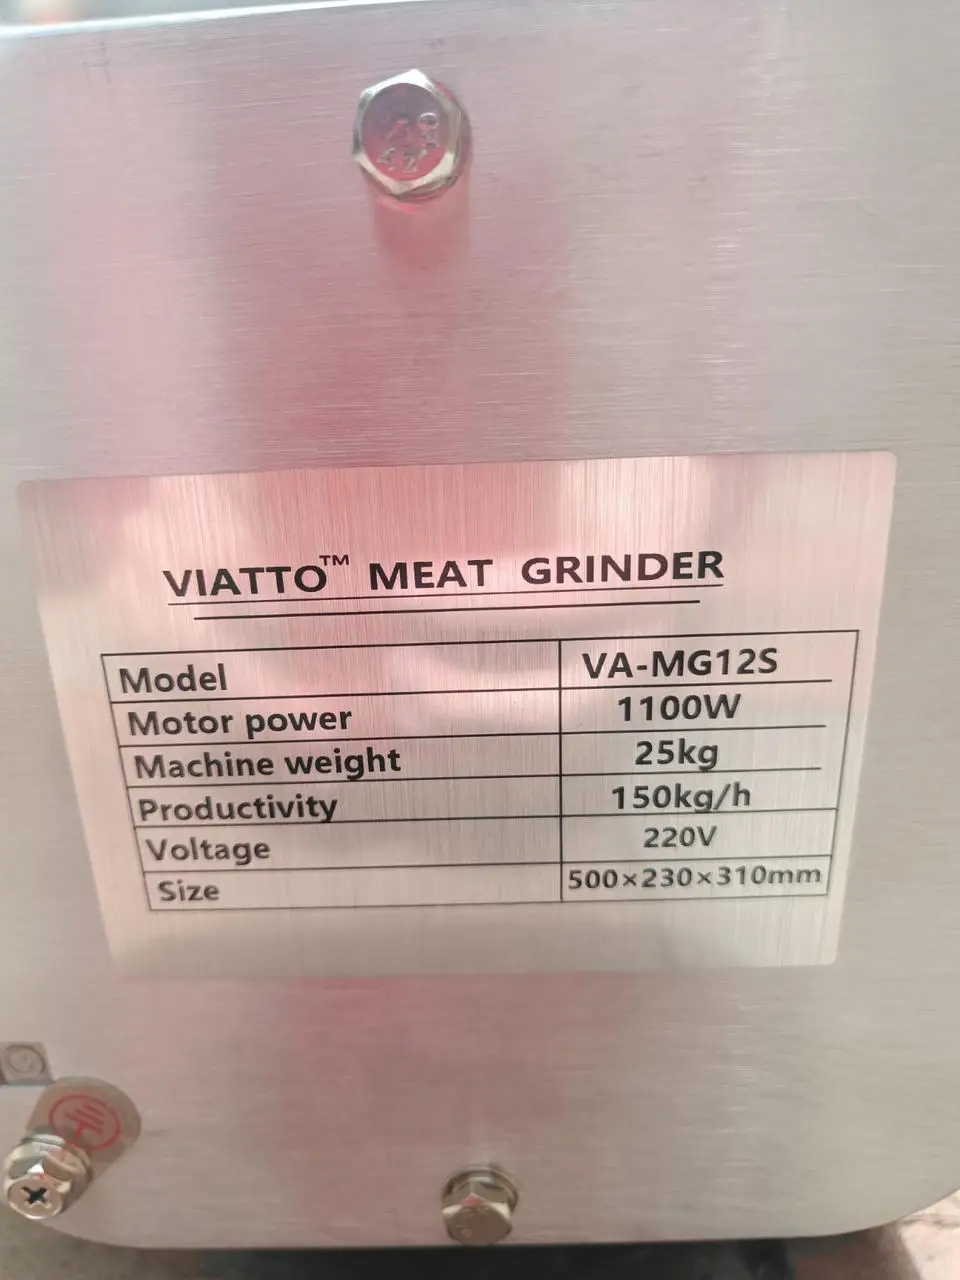 VIATTO™ MEAT GRINDER
Model VA-MG12S
Motor power 1100W
Machine weight 25kg
Productivity 150kg/h
Voltage 220V
Size 500×230×310mm